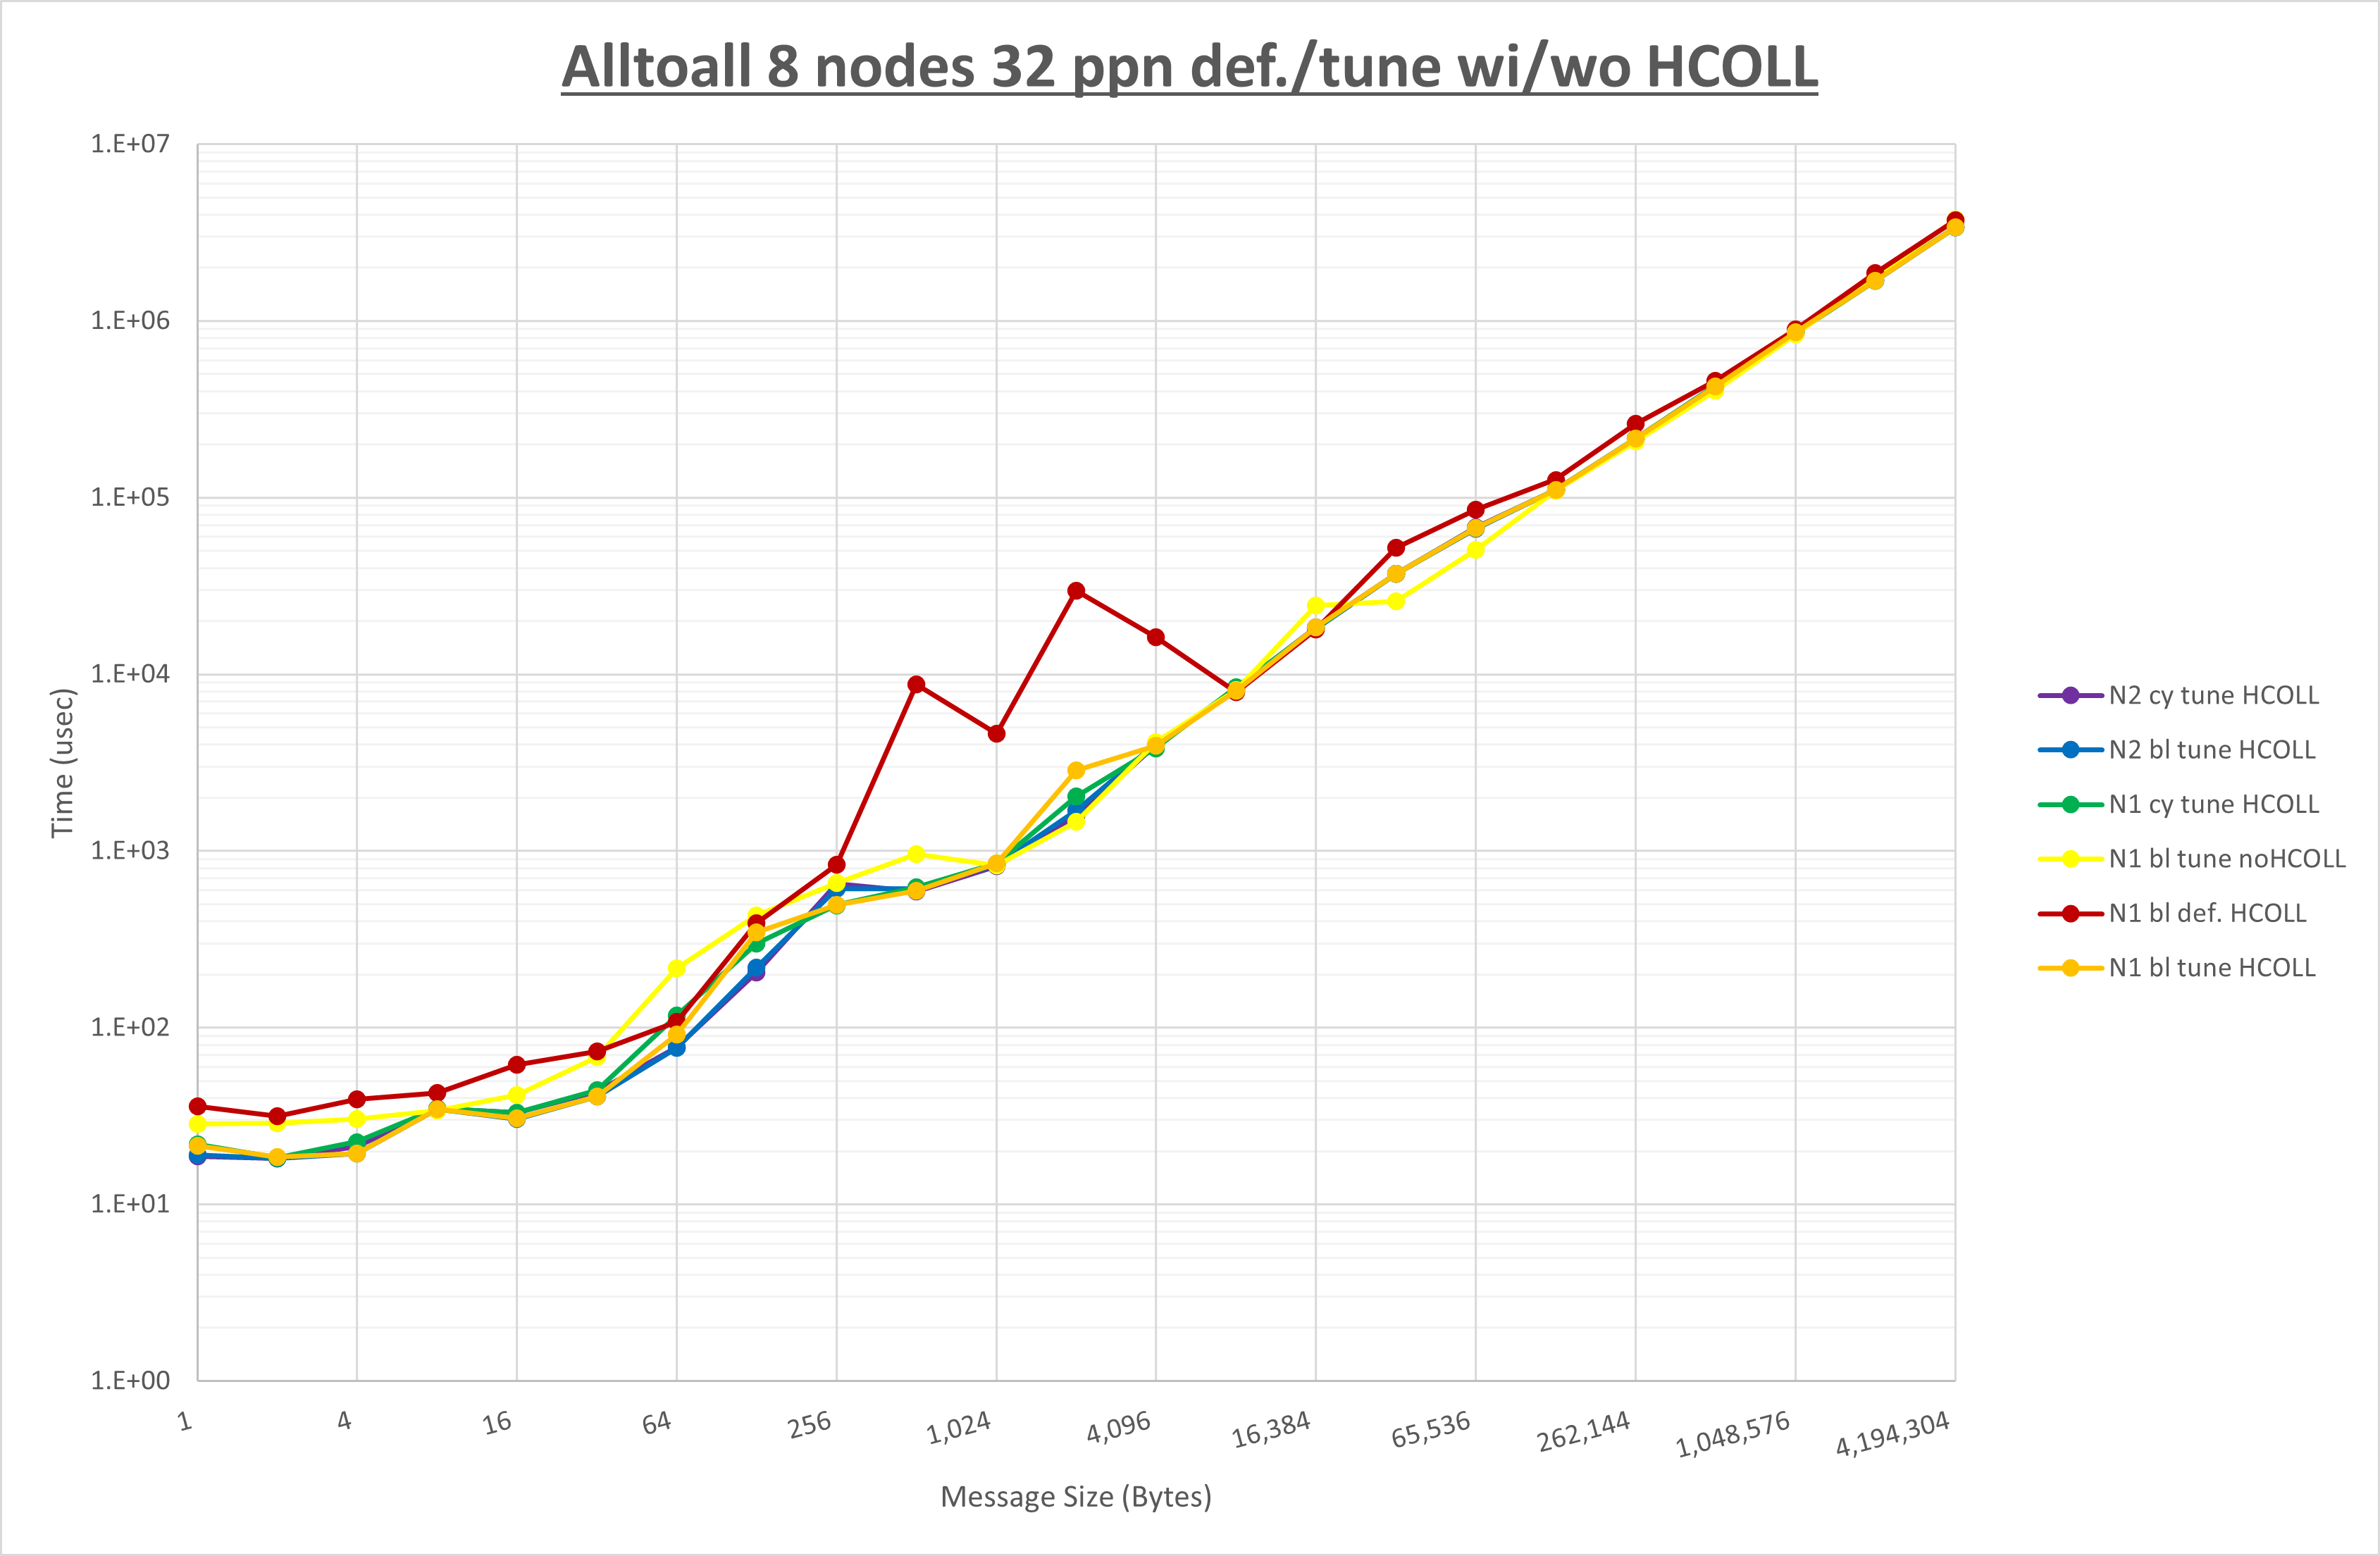 Alltoall 8 nodes 32 ppn def./tune wi/wo HCOLL
1.E+07
1.E+06
1.E+05
1.E+04
1.E+03
1.E+02
1.E+01
1.E+00
Time (usec)
1
4
16
64
256
1,024
4,096
16,384
65,536
262,144
1,048,576
4,194,304
Message Size (Bytes)
N2 cy tune HCOLL
N2 bl tune HCOLL
N1 cy tune HCOLL
N1 bl tune noHCOLL
N1 bl def. HCOLL
N1 bl tune HCOLL